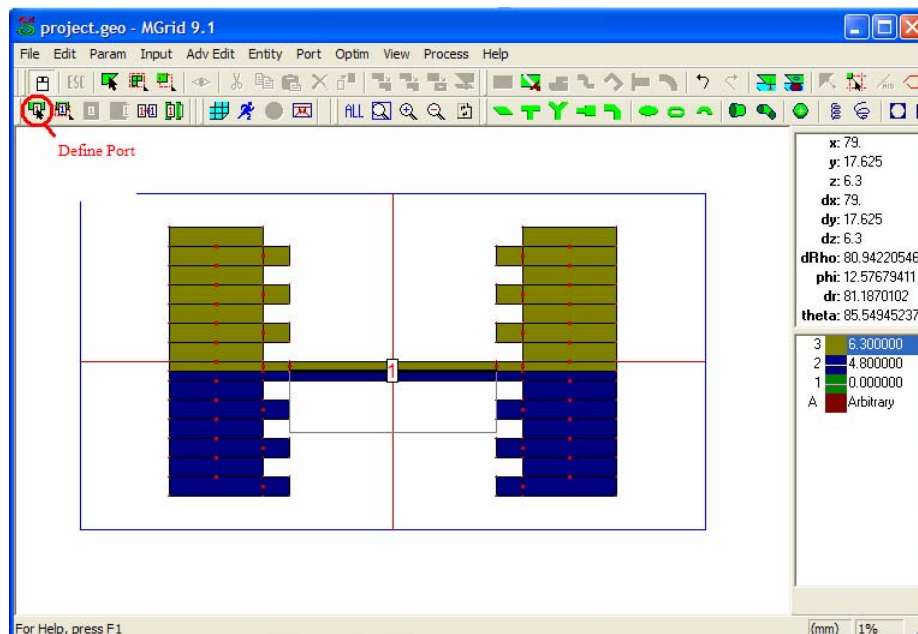 project.geo - MGrid 9.1
File Edit Param Input Adv Edit Entity Port Optim View Process Help
ESC
ALL
Define Port
x: 79.
y: 17.625
z: 6.3
dx: 79.
dy: 17.625
dz: 6.3
dRho: 80.94220546
phi: 12.57679411
dr: 81.1870102
theta: 85.54945237
3 6.300000
2 4.800000
1 0.000000
A Arbitrary
1
For Help, press F1
(mm) 1%